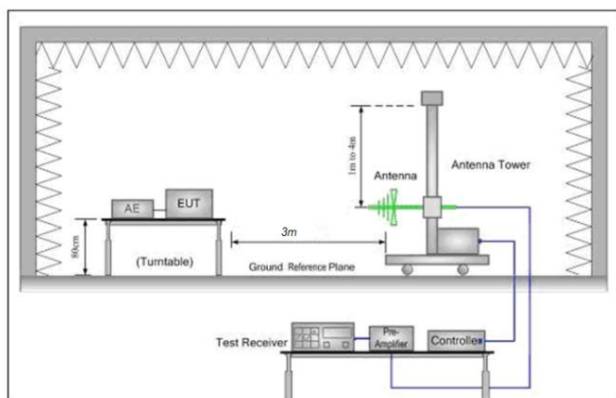 1m to 4m
Antenna
Antenna Tower
AE
EUT
3m
80cm
(Turntable)
Ground Reference Plane
Test Receiver
Pre-
Amplifier
Controller